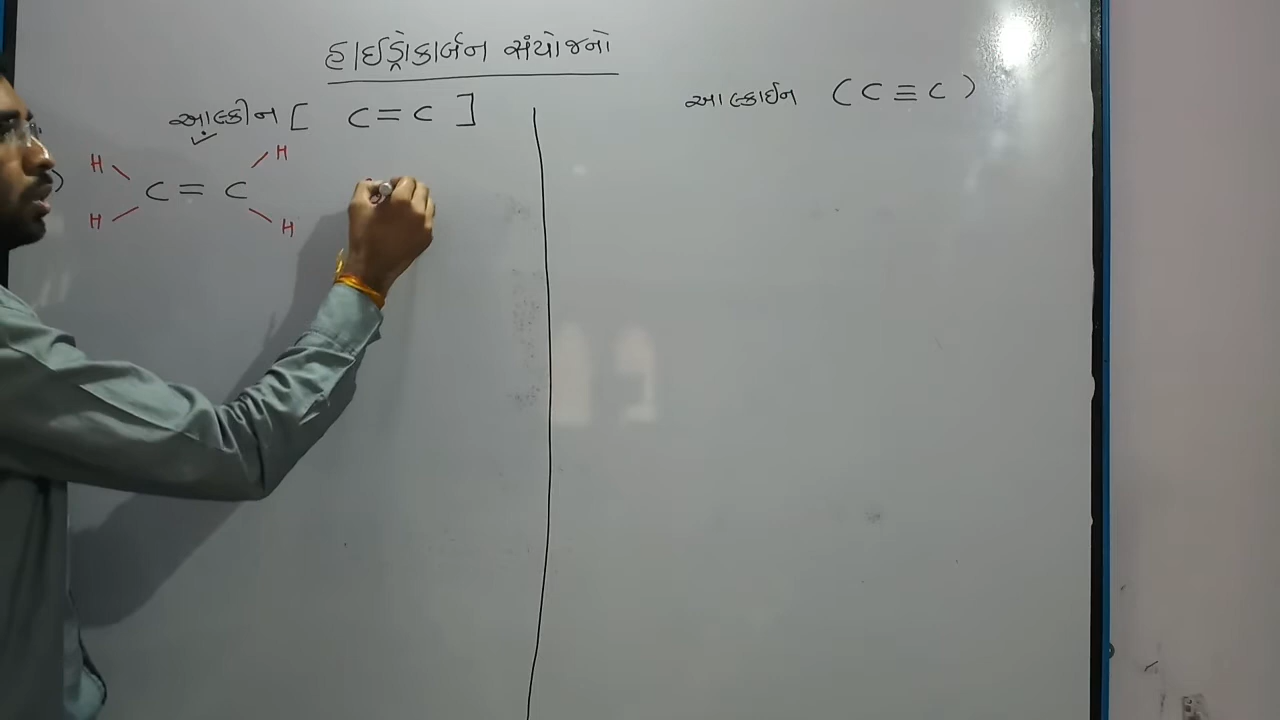 હાઈડ્રોકાર્બન સંયોજનો
આલ્કીન [ C = C ]
H H
) C = C
H H
આલ્કાઈન ( C ≡ C )